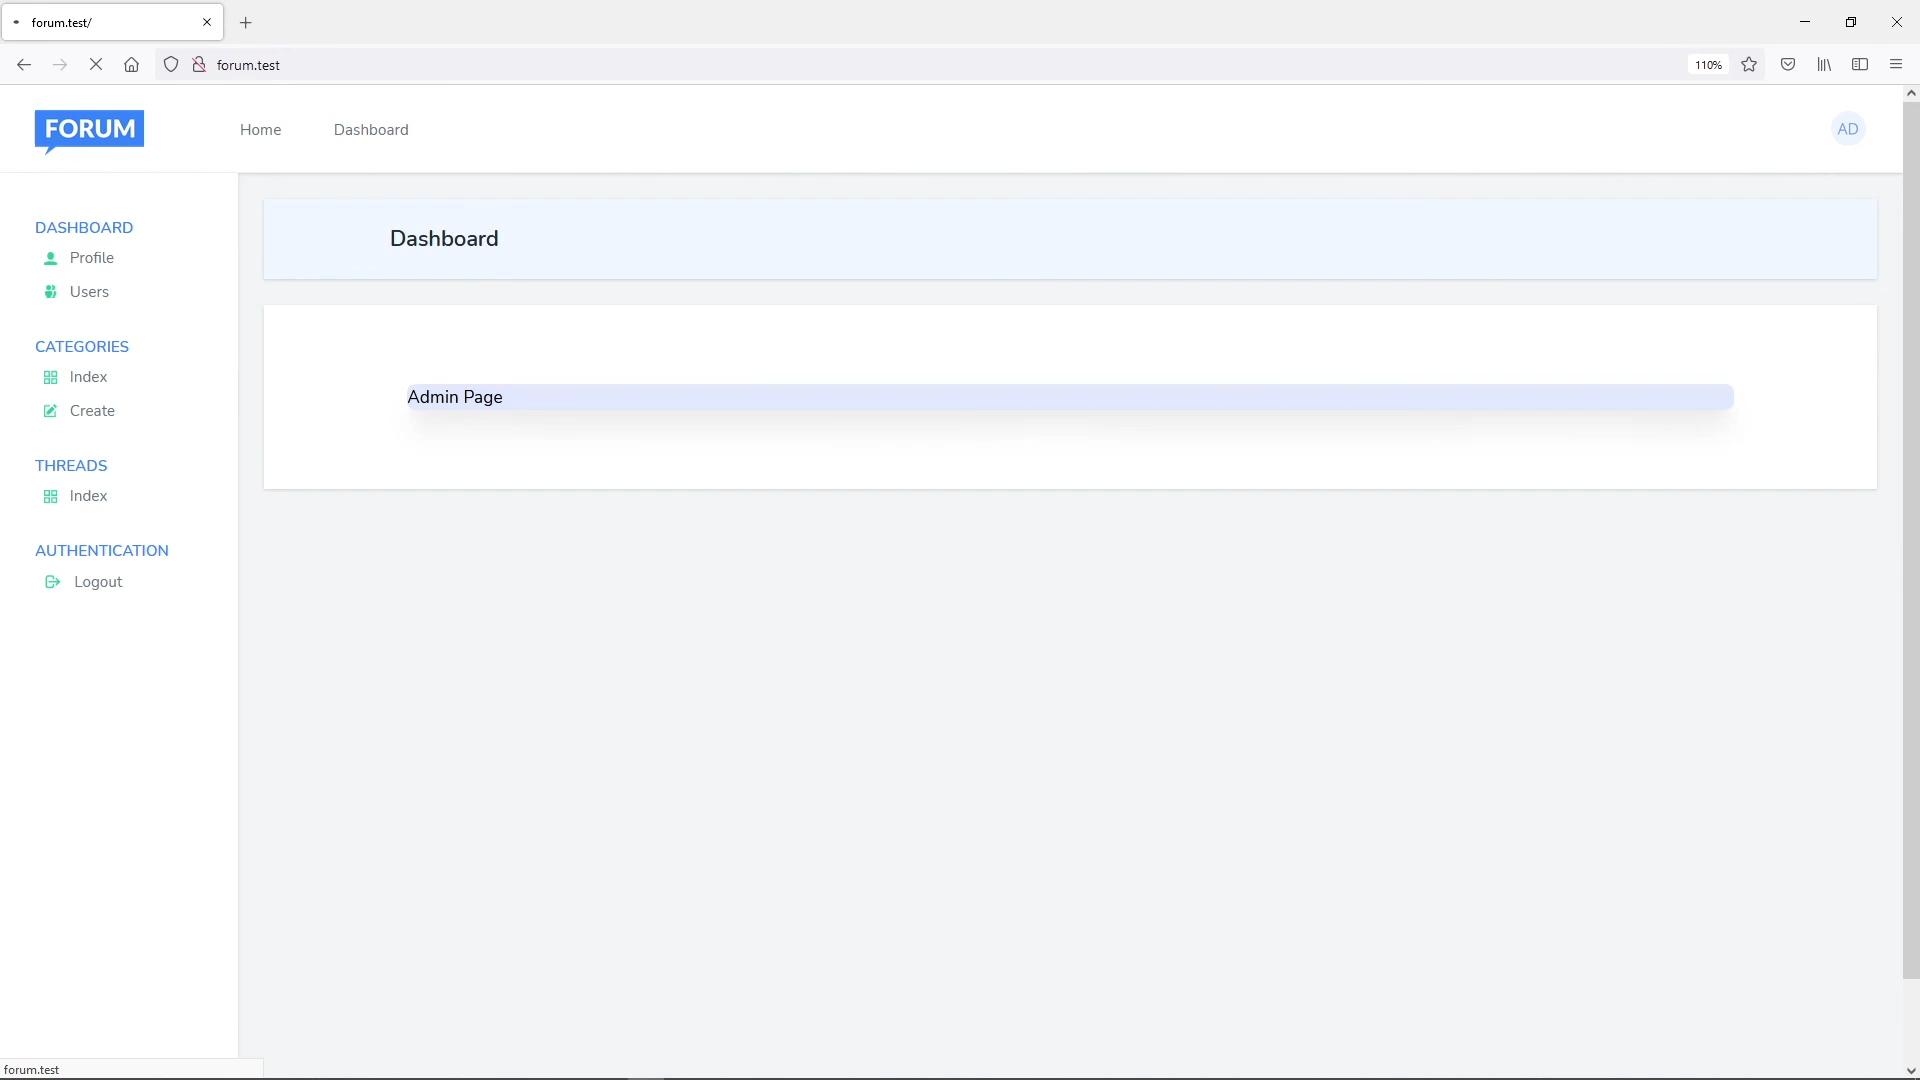 forum.test/
forum.test
110%
FORUM
Home
Dashboard
AD
DASHBOARD
Profile
Users
CATEGORIES
Index
Create
THREADS
Index
AUTHENTICATION
Logout
Dashboard
Admin Page
forum.test